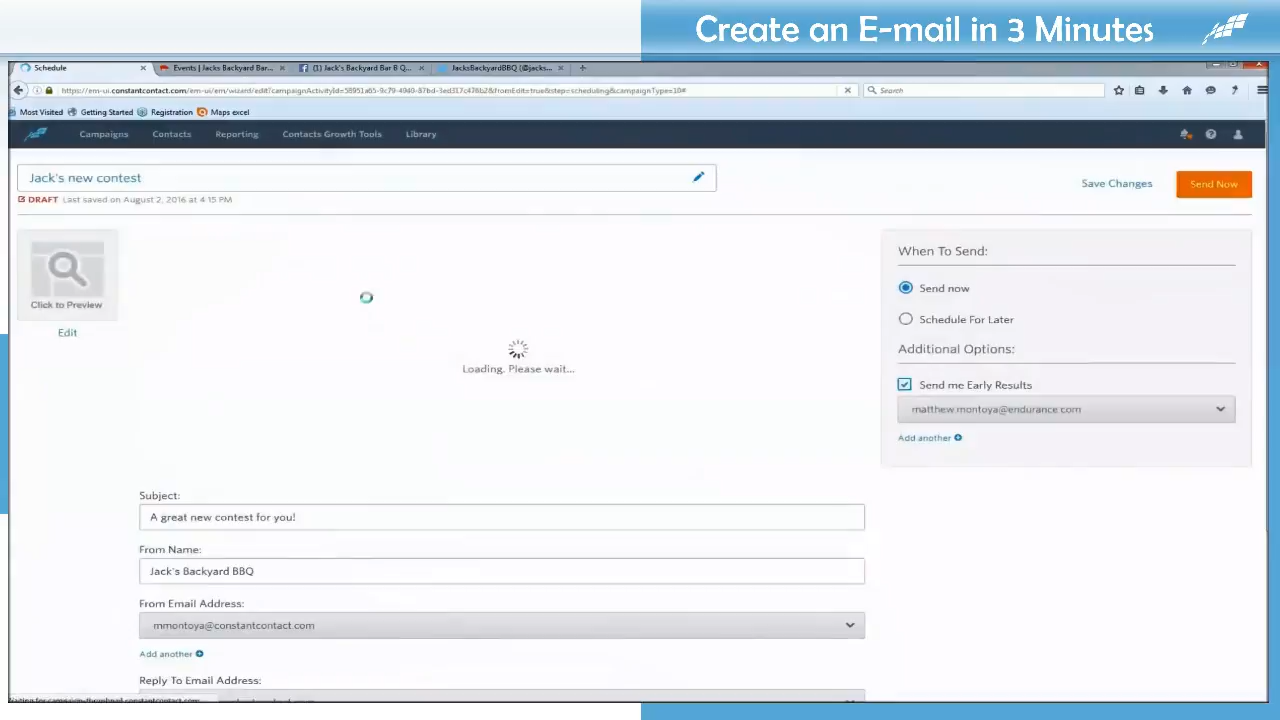 Create an E-mail in 3 Minutes
Schedule
Events | Jacks Backyard Bar...
(1) Jack's Backyard Bar B Q...
JacksBackyardBBQ (@jacks...
Search
Most Visited
Getting Started
Registration
Maps excel
Campaigns
Contacts
Reporting
Contacts Growth Tools
Library
Jack's new contest
Save Changes
Send Now
DRAFT Last saved on August 2, 2016 at 4:15 PM
When To Send:
Send now
Click to Preview
Schedule For Later
Edit
Additional Options:
Loading. Please wait...
Send me Early Results
matthew.montoya@endurance.com
Add another
Subject:
A great new contest for you!
From Name:
Jack's Backyard BBQ
From Email Address:
mmontoya@constantcontact.com
Add another
Reply To Email Address: